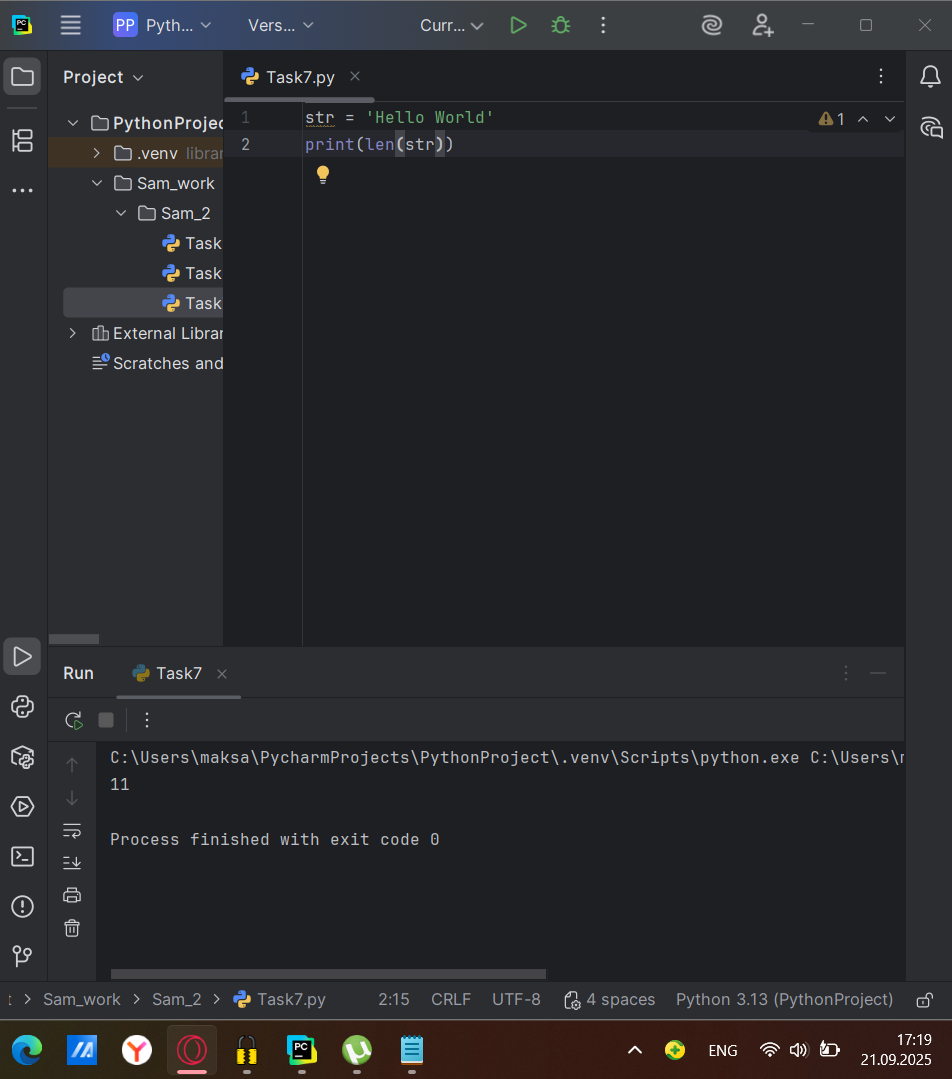 PP Pyth... Vers... Curr...
Project
Task7.py
PythonProjec
.venv librar
Sam_work
Sam_2
Task
Task
Task
External Librar
Scratches and
1 str = 'Hello World'
2 print(len(str))
1
Run Task7
C:\Users\maksa\PycharmProjects\PythonProject\.venv\Scripts\python.exe C:\Users\m
11
Process finished with exit code 0
Sam_work > Sam_2 > Task7.py 2:15 CRLF UTF-8 4 spaces Python 3.13 (PythonProject)
ENG
17:19
21.09.2025